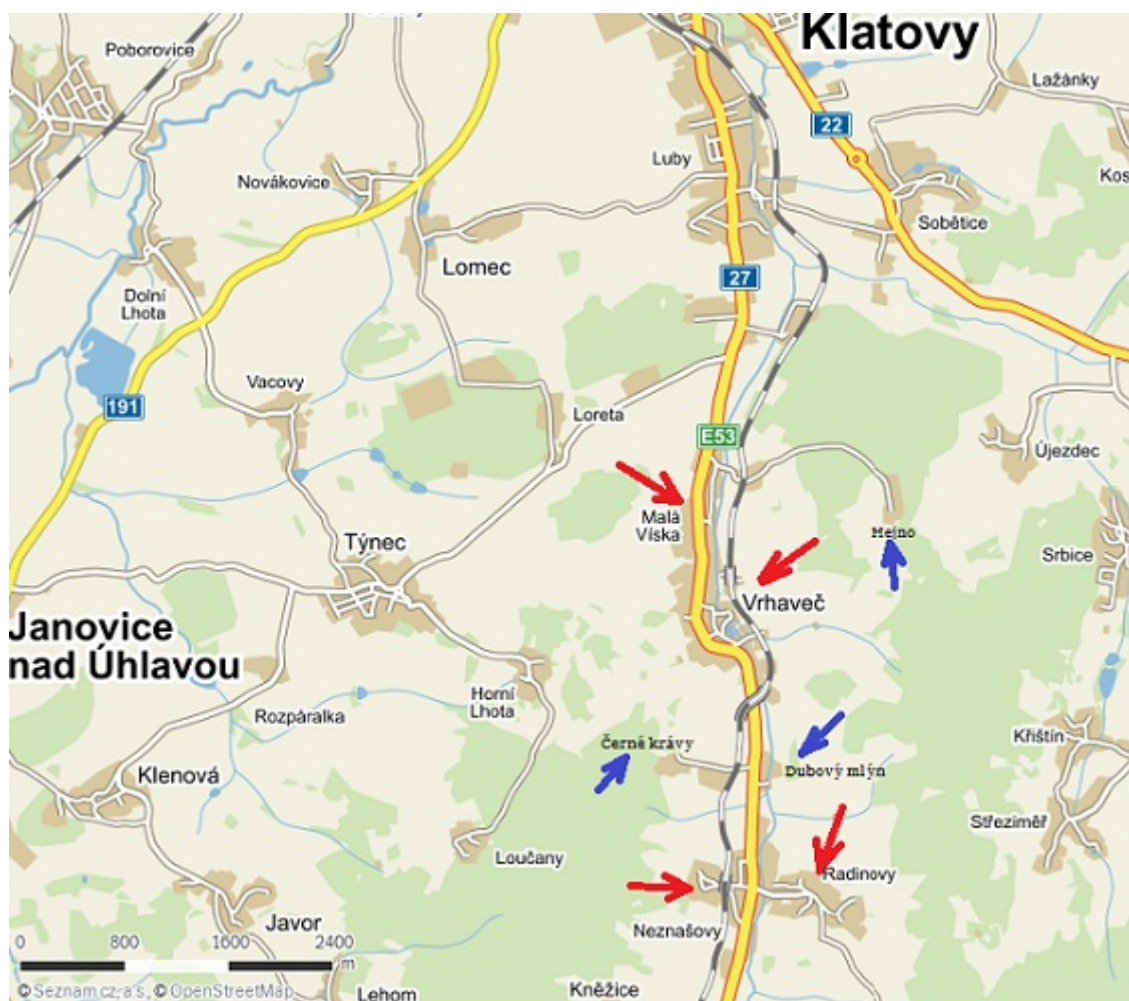 Klatovy
Poborovice
Lažánky
22
Luby
Novákovice
Sobětice
Lomec
27
Dolní
Lhota
Vacovy
191
Loreta
E53
Újezdec
Malá
Víska
Týnec
Srbice
Vrhaveč
Janovice
nad Úhlavou
Horní
Lhota
Rozpáralka
Černé krávy
Křištín
Klenová
Dubový mlýn
Střeziměř
Loučany
Radinovy
Javor
Neznašovy
0 800 1600 2400
m
Kněžice
Lehom
© Seznam.cz, a.s., © OpenStreetMap